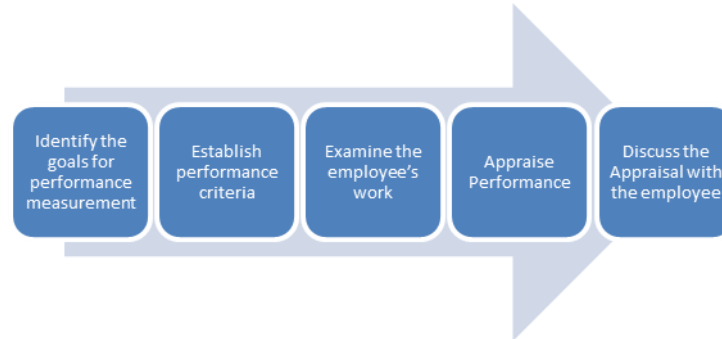 Identify the
goals for
performance
measurement
Establish
performance
criteria
Examine the
employee's
work
Appraise
Performance
Discuss the
Appraisal with
the employee